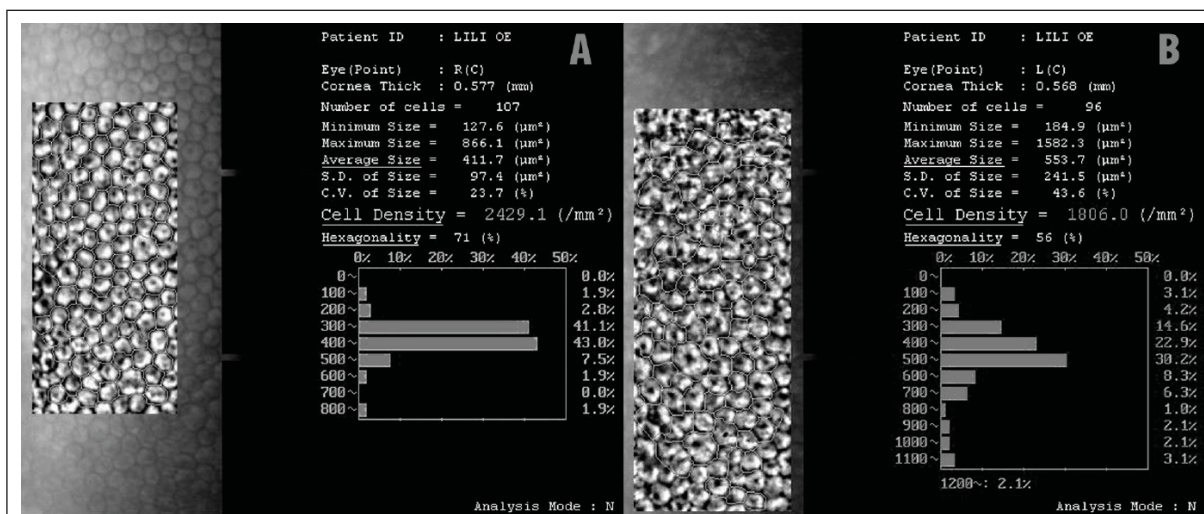 Patient ID : LILI OE
A
Eye(Point) : R(C)
Cornea Thick : 0.577 (mm)
Number of cells = 107
Minimum Size = 127.6 (µm²)
Maximum Size = 866.1 (µm²)
Average Size = 411.7 (µm²)
S.D. of Size = 97.4 (µm²)
C.V. of Size = 23.7 (%)
Cell Density = 2429.1 (/mm²)
Hexagonality = 71 (%)
0% 10% 20% 30% 40% 50%
0~ 0.0%
100~ 1.9%
200~ 2.8%
300~ 41.1%
400~ 43.0%
500~ 7.5%
600~ 1.9%
700~ 0.0%
800~ 1.9%
Analysis Mode : N
Patient ID : LILI OE
B
Eye(Point) : L(C)
Cornea Thick : 0.568 (mm)
Number of cells = 96
Minimum Size = 184.9 (µm²)
Maximum Size = 1582.3 (µm²)
Average Size = 553.7 (µm²)
S.D. of Size = 241.5 (µm²)
C.V. of Size = 43.6 (%)
Cell Density = 1806.0 (/mm²)
Hexagonality = 56 (%)
0% 10% 20% 30% 40% 50%
0~ 0.0%
100~ 3.1%
200~ 4.2%
300~ 14.6%
400~ 22.9%
500~ 30.2%
600~ 8.3%
700~ 6.3%
800~ 1.0%
900~ 2.1%
1000~ 2.1%
1100~ 3.1%
1200~: 2.1%
Analysis Mode : N